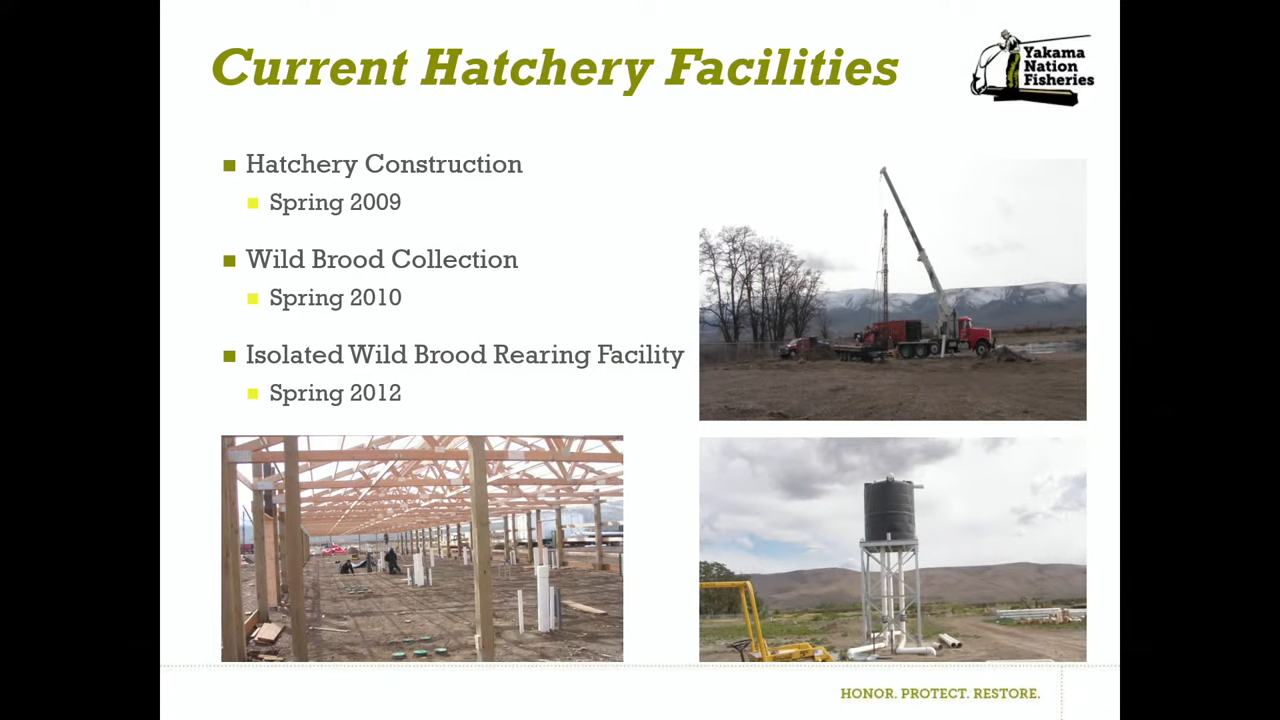 Current Hatchery Facilities
Yakama
Nation
Fisheries
Hatchery Construction
Spring 2009
Wild Brood Collection
Spring 2010
Isolated Wild Brood Rearing Facility
Spring 2012
HONOR. PROTECT. RESTORE.